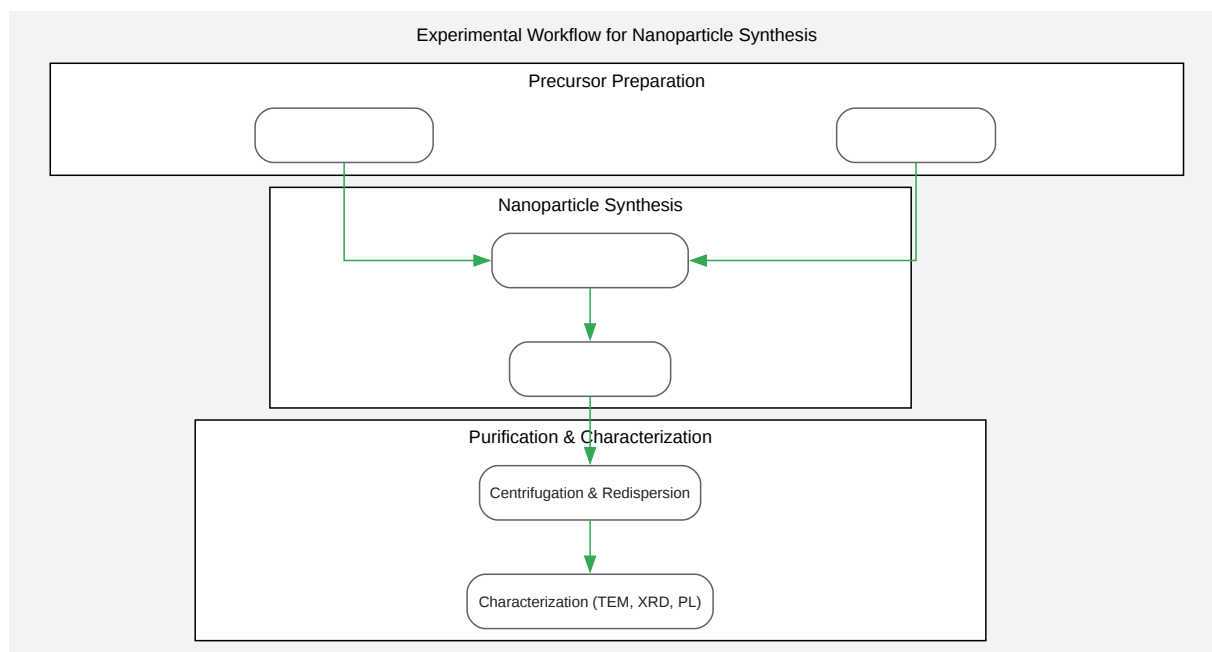 Experimental Workflow for Nanoparticle Synthesis
Precursor Preparation
Nanoparticle Synthesis
Purification & Characterization
Centrifugation & Redispersion
Characterization (TEM, XRD, PL)